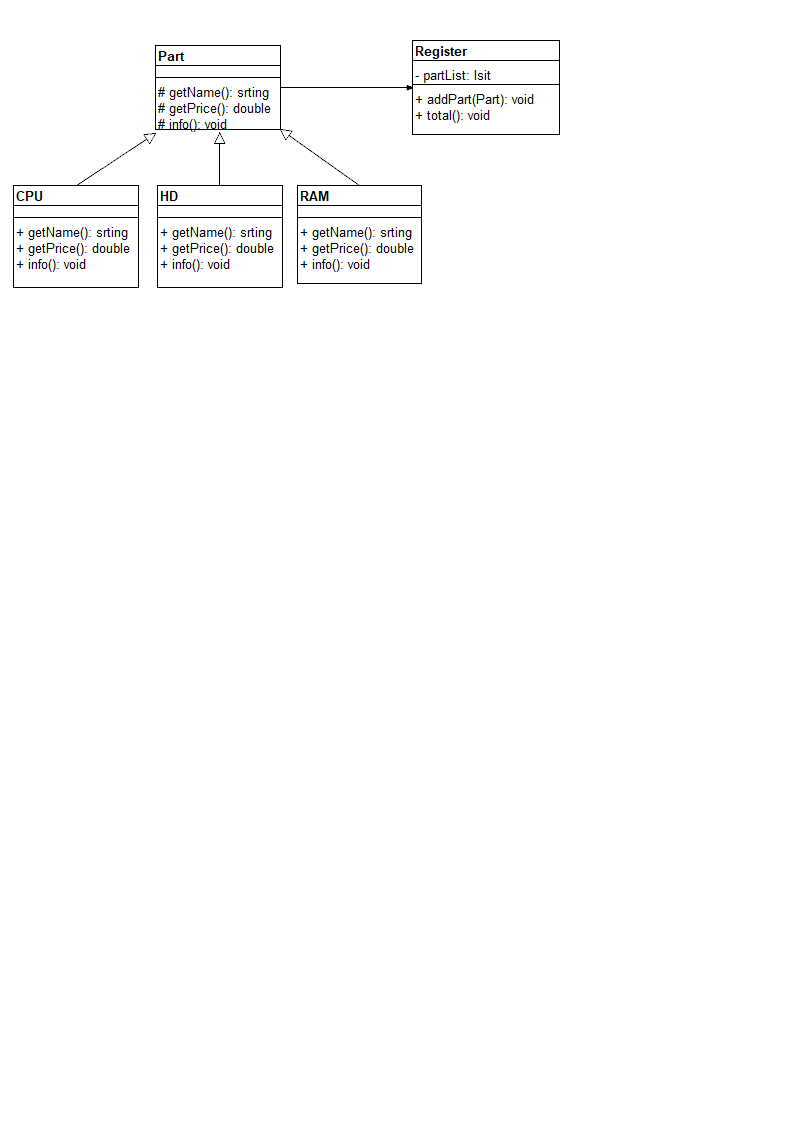 Part
# getName(): srting
# getPrice(): double
# info(): void
Register
- partList: lsit
+ addPart(Part): void
+ total(): void
CPU
+ getName(): srting
+ getPrice(): double
+ info(): void
HD
+ getName(): srting
+ getPrice(): double
+ info(): void
RAM
+ getName(): srting
+ getPrice(): double
+ info(): void